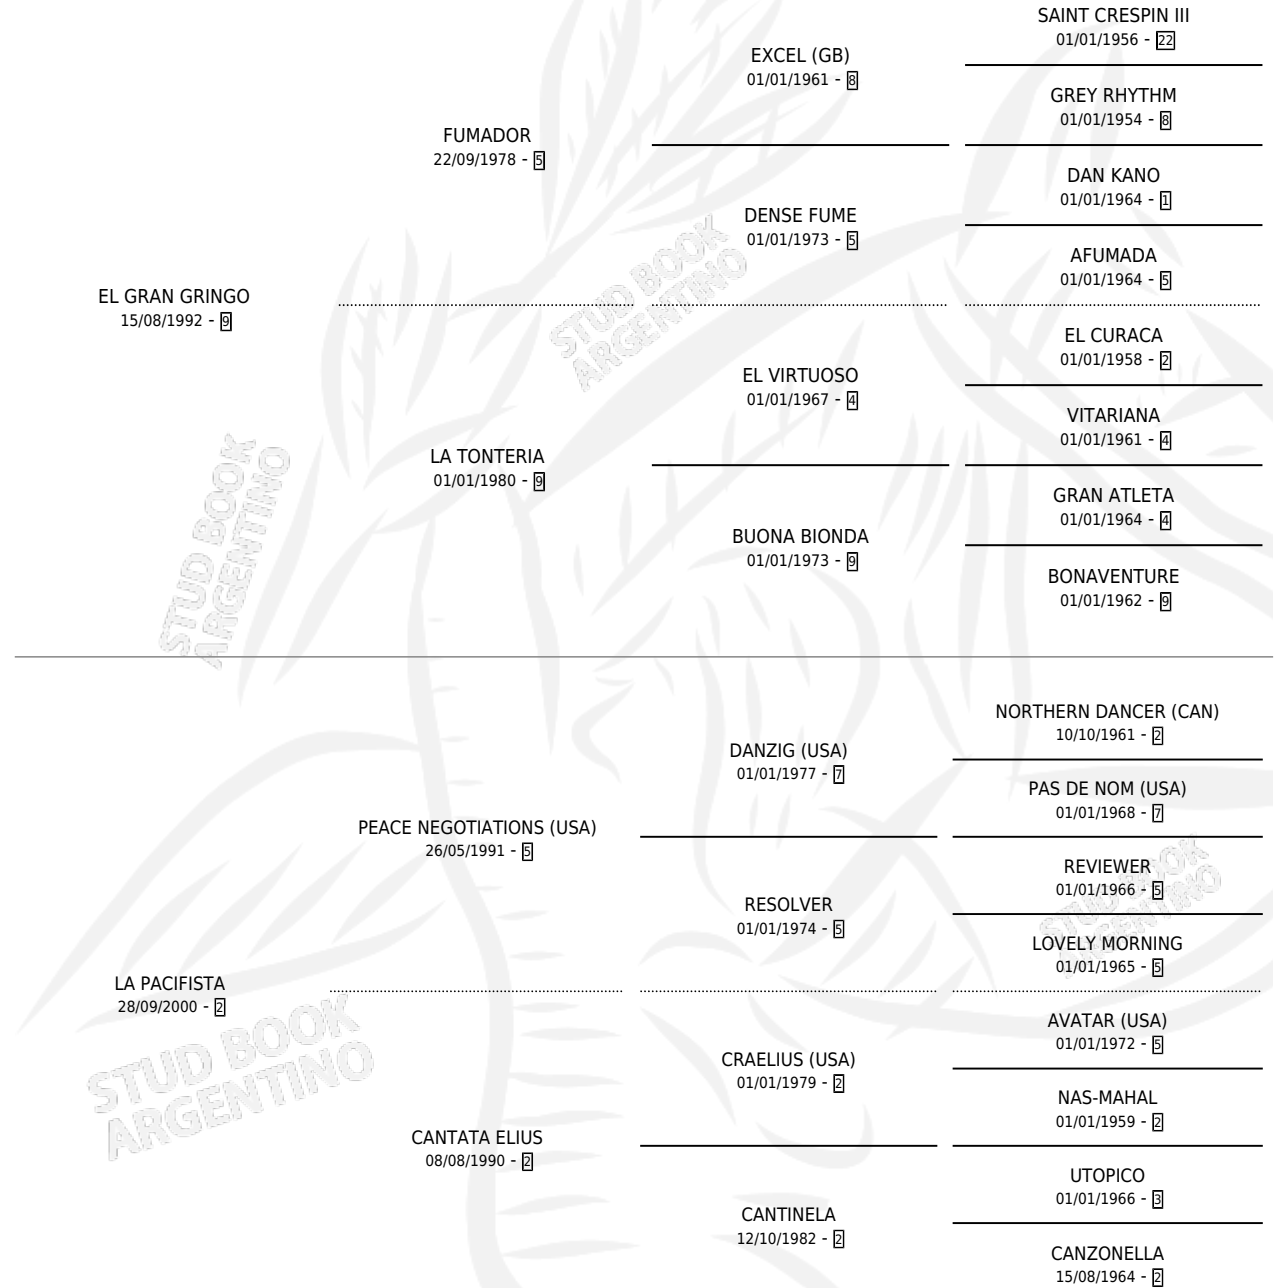 SAINT CRESPIN III
01/01/1956 - 22
EXCEL (GB)
01/01/1961 - 8
GREY RHYTHM
01/01/1954 - 8
FUMADOR
22/09/1978 - 5
DAN KANO
01/01/1964 - 1
DENSE FUME
01/01/1973 - 5
AFUMADA
01/01/1964 - 5
EL GRAN GRINGO
15/08/1992 - 9
EL CURACA
01/01/1958 - 2
EL VIRTUOSO
01/01/1967 - 4
VITARIANA
01/01/1961 - 4
LA TONTERIA
01/01/1980 - 9
GRAN ATLETA
01/01/1964 - 4
BUONA BIONDA
01/01/1973 - 9
BONAVENTURE
01/01/1962 - 9
NORTHERN DANCER (CAN)
10/10/1961 - 2
DANZIG (USA)
01/01/1977 - 7
PAS DE NOM (USA)
01/01/1968 - 7
PEACE NEGOTIATIONS (USA)
26/05/1991 - 5
REVIEWER
01/01/1966 - 5
RESOLVER
01/01/1974 - 5
LOVELY MORNING
01/01/1965 - 5
LA PACIFISTA
28/09/2000 - 2
AVATAR (USA)
01/01/1972 - 5
CRAELIUS (USA)
01/01/1979 - 2
NAS-MAHAL
01/01/1959 - 2
CANTATA ELIUS
08/08/1990 - 2
UTOPICO
01/01/1966 - 3
CANTINELA
12/10/1982 - 2
CANZONELLA
15/08/1964 - 2
STUD BOOK
ARGENTINO
STUD BOOK
ARGENTINO
STUD BOOK
ARGENTINO
STUD BOOK
ARGENTINO